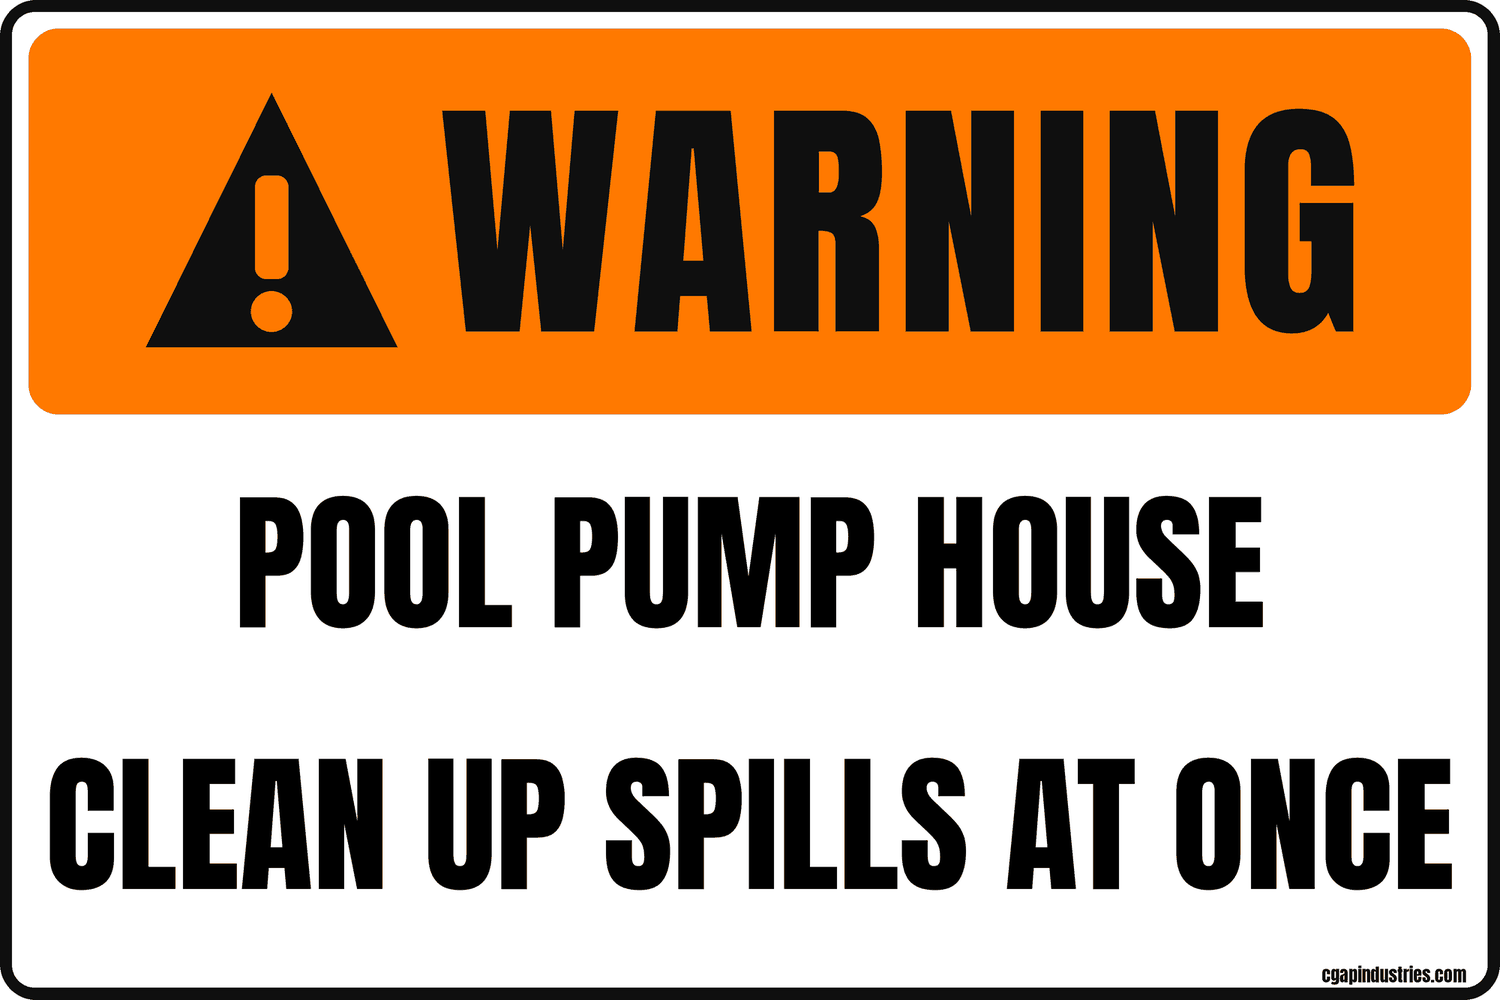 WARNING
POOL PUMP HOUSE
CLEAN UP SPILLS AT ONCE
cgapindustries.com